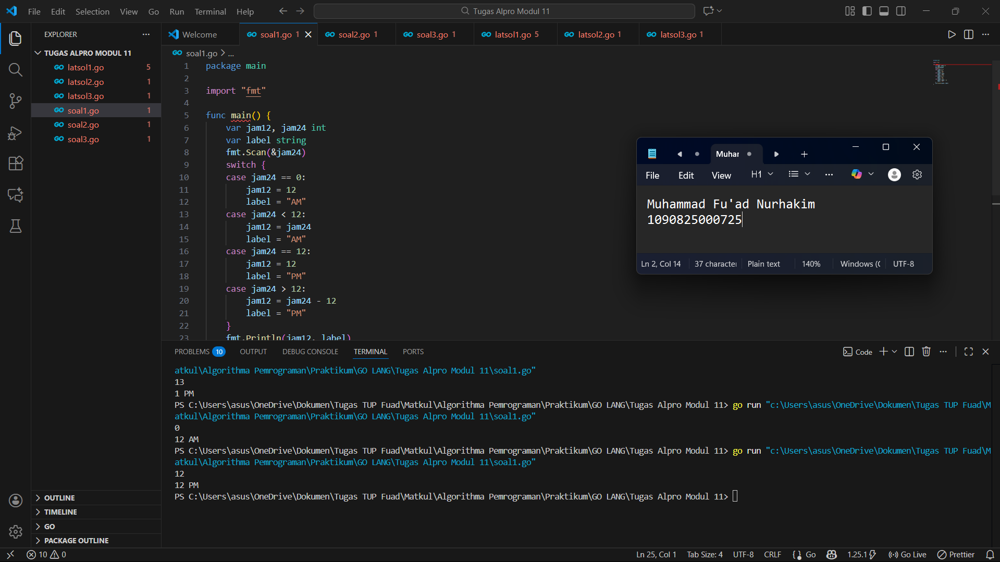 File Edit Selection View Go Run Terminal Help
Tugas Alpro Modul 11
EXPLORER
TUGAS ALPRO MODUL 11
latsol1.go 5
latsol2.go 1
latsol3.go 1
soal1.go 1
soal2.go 1
soal3.go 1
OUTLINE
TIMELINE
GO
PACKAGE OUTLINE
Welcome soal1.go 1 soal2.go 1 soal3.go 1 latsol1.go 5 latsol2.go 1 latsol3.go 1
soal1.go > ...
1 package main
2
3 import "fmt"
4
5 func main() {
6 var jam12, jam24 int
7 var label string
8 fmt.Scan(&jam24)
9 switch {
10 case jam24 == 0:
11 jam12 = 12
12 label = "AM"
13 case jam24 < 12:
14 jam12 = jam24
15 label = "AM"
16 case jam24 == 12:
17 jam12 = 12
18 label = "PM"
19 case jam24 > 12:
20 jam12 = jam24 - 12
21 label = "PM"
22 }
23 fmt.Println(jam12, label)
Muhar
File Edit View H1
Muhammad Fu'ad Nurhakim
1090825000725
Ln 2, Col 14 37 character Plain text 140% Windows (C UTF-8
PROBLEMS 10 OUTPUT DEBUG CONSOLE TERMINAL PORTS
Code
atkul\Algorithma Pemrograman\Praktikum\GO LANG\Tugas Alpro Modul 11\soal1.go"
13
1 PM
PS C:\Users\asus\OneDrive\Dokumen\Tugas TUP Fuad\Matkul\Algorithma Pemrograman\Praktikum\GO LANG\Tugas Alpro Modul 11> go run "c:\Users\asus\OneDrive\Dokumen\Tugas TUP Fuad\M
atkul\Algorithma Pemrograman\Praktikum\GO LANG\Tugas Alpro Modul 11\soal1.go"
0
12 AM
PS C:\Users\asus\OneDrive\Dokumen\Tugas TUP Fuad\Matkul\Algorithma Pemrograman\Praktikum\GO LANG\Tugas Alpro Modul 11> go run "c:\Users\asus\OneDrive\Dokumen\Tugas TUP Fuad\M
atkul\Algorithma Pemrograman\Praktikum\GO LANG\Tugas Alpro Modul 11\soal1.go"
12
12 PM
PS C:\Users\asus\OneDrive\Dokumen\Tugas TUP Fuad\Matkul\Algorithma Pemrograman\Praktikum\GO LANG\Tugas Alpro Modul 11>
10 0 Ln 25, Col 1 Tab Size: 4 UTF-8 CRLF { } Go 1.25.1 Go Live Prettier